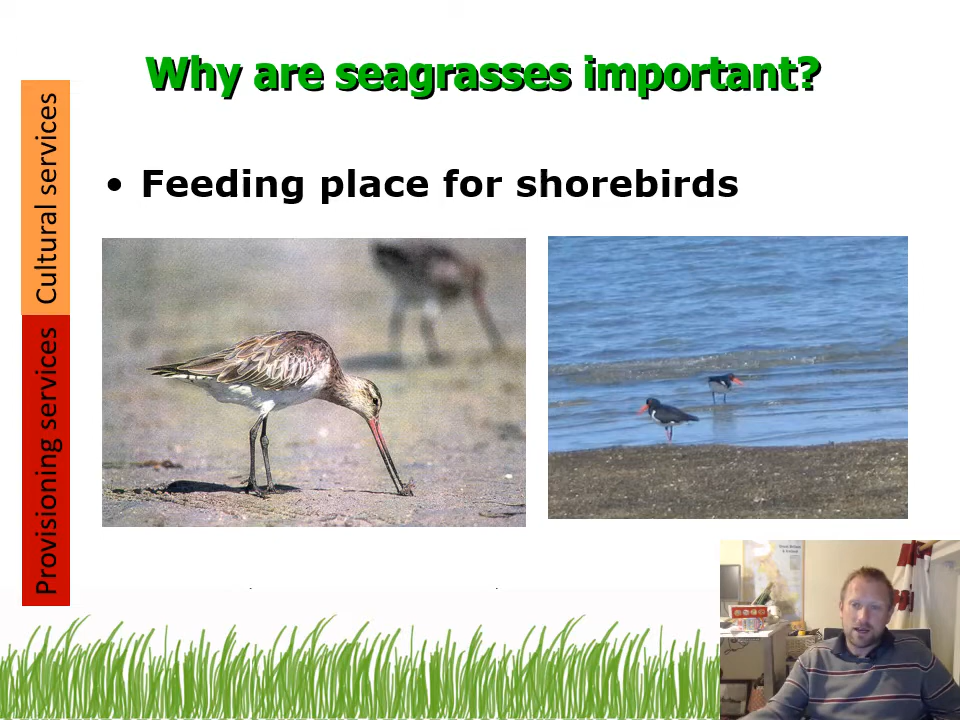 Why are seagrasses important?
Cultural services
Provisioning services
• Feeding place for shorebirds